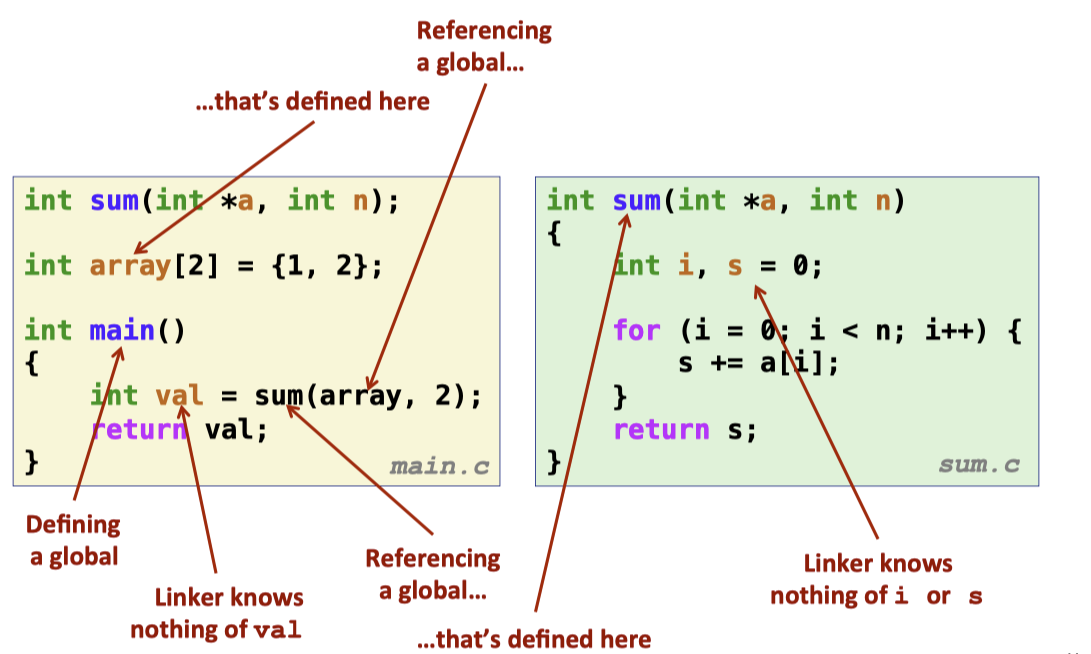 Referencing
a global...
...that's defined here
int sum(int *a, int n);
int array[2] = {1, 2};
int main()
{
    int val = sum(array, 2);
    return val;
}
main.c
int sum(int *a, int n)
{
    int i, s = 0;
    for (i = 0; i < n; i++) {
        s += a[i];
    }
    return s;
}
sum.c
Defining
a global
Linker knows
nothing of val
Referencing
a global...
...that's defined here
Linker knows
nothing of i or s